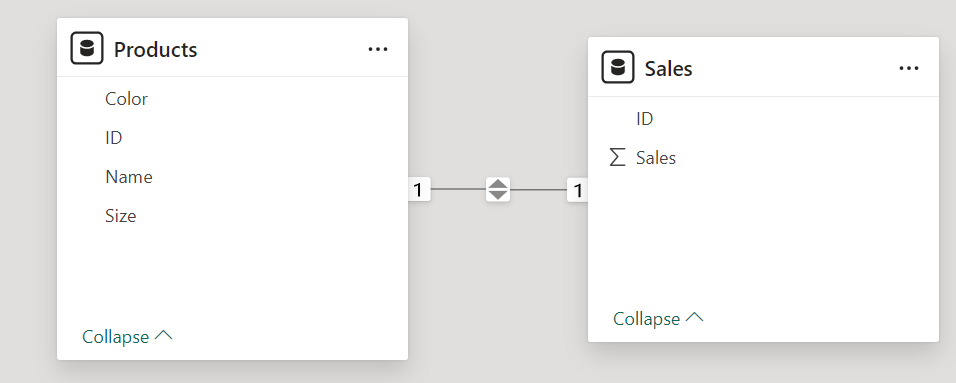 Products
Color
ID
Name
Size
Collapse
1
1
Sales
ID
Σ Sales
Collapse